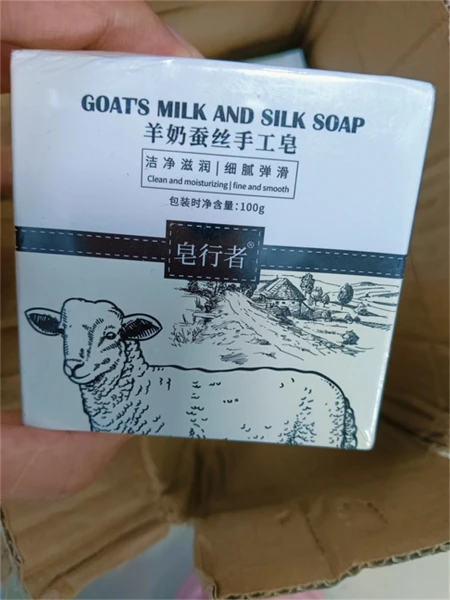 GOAT'S MILK AND SILK SOAP
羊奶蚕丝手工皂
洁净滋润|细腻弹滑
Clean and moisturizing | fine and smooth
包装时净含量:100g
皂行者®